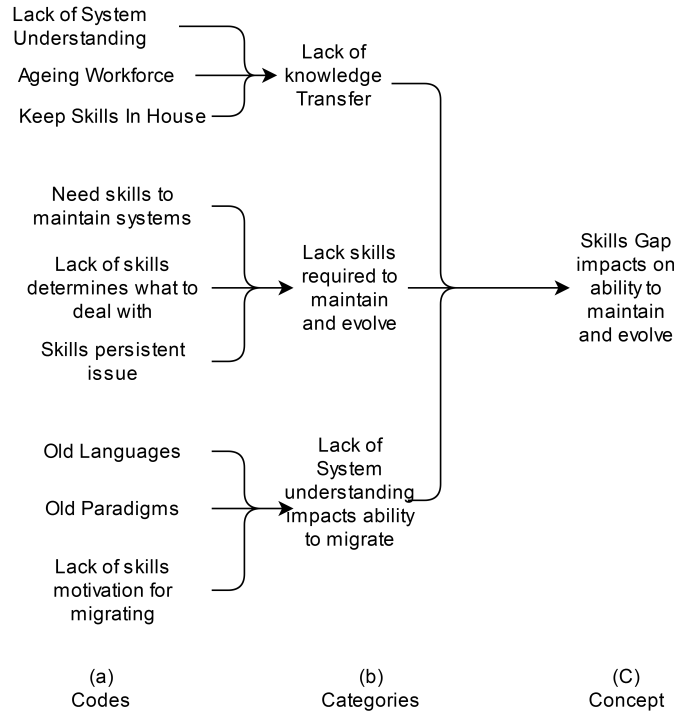 Lack of System
Understanding
Ageing Workforce
Keep Skills In House
Lack of
knowledge
Transfer
Need skills to
maintain systems
Lack of skills
determines what to
deal with
Skills persistent
issue
Lack skills
required to
maintain
and evolve
Old Languages
Old Paradigms
Lack of skills
motivation for
migrating
Lack of
System
understanding
impacts ability
to migrate
Skills Gap
impacts on
ability to
maintain
and evolve
(a)
Codes
(b)
Categories
(C)
Concept